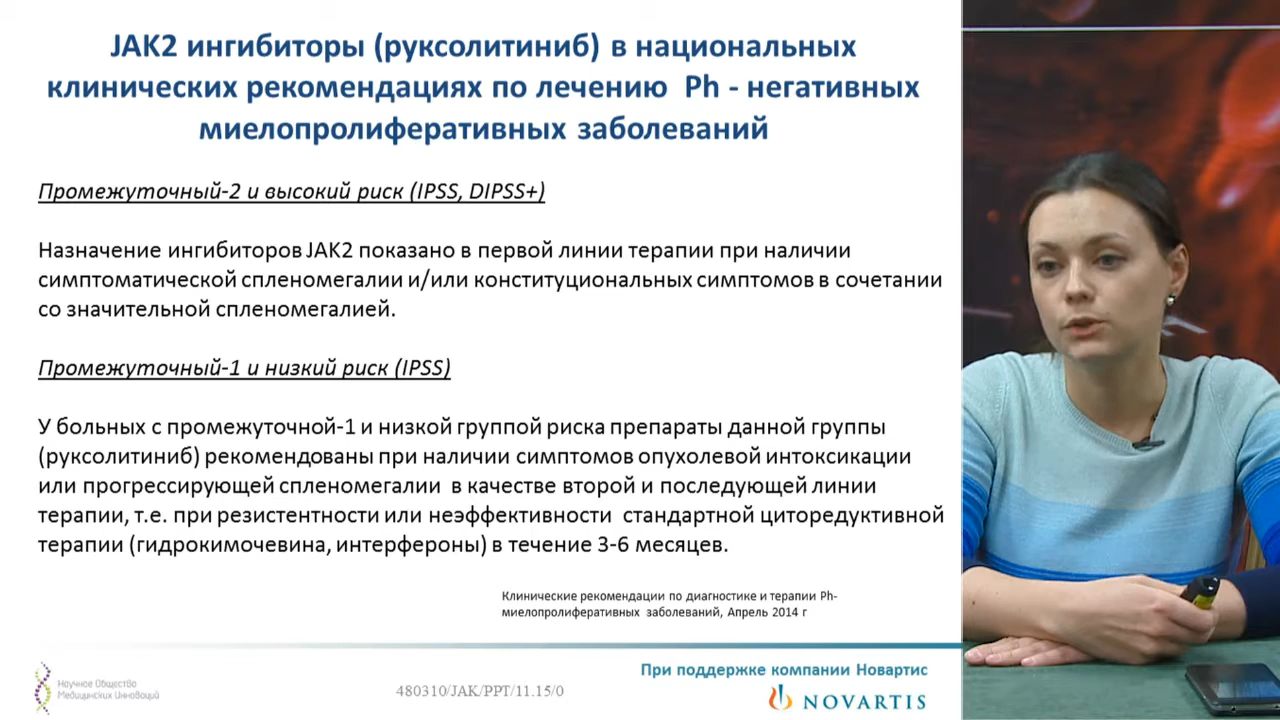 JAK2 ингибиторы (руксолитиниб) в национальных
клинических рекомендациях по лечению Ph - негативных
миелопролиферативных заболеваний
Промежуточный-2 и высокий риск (IPSS, DIPSS+)
Назначение ингибиторов JAK2 показано в первой линии терапии при наличии
симптоматической спленомегалии и/или конституциональных симптомов в сочетании
со значительной спленомегалией.
Промежуточный-1 и низкий риск (IPSS)
У больных с промежуточной-1 и низкой группой риска препараты данной группы
(руксолитиниб) рекомендованы при наличии симптомов опухолевой интоксикации
или прогрессирующей спленомегалии в качестве второй и последующей линии
терапии, т.е. при резистентности или неэффективности стандартной циторедуктивной
терапии (гидрокимочевина, интерфероны) в течение 3-6 месяцев.
Клинические рекомендации по диагностике и терапии Ph-
миелопролиферативных заболеваний, Апрель 2014 г
При поддержке компании Новартис
Научное Общество
Медицинских Инноваций
480310/JAK/PPT/11.15/0
NOVARTIS